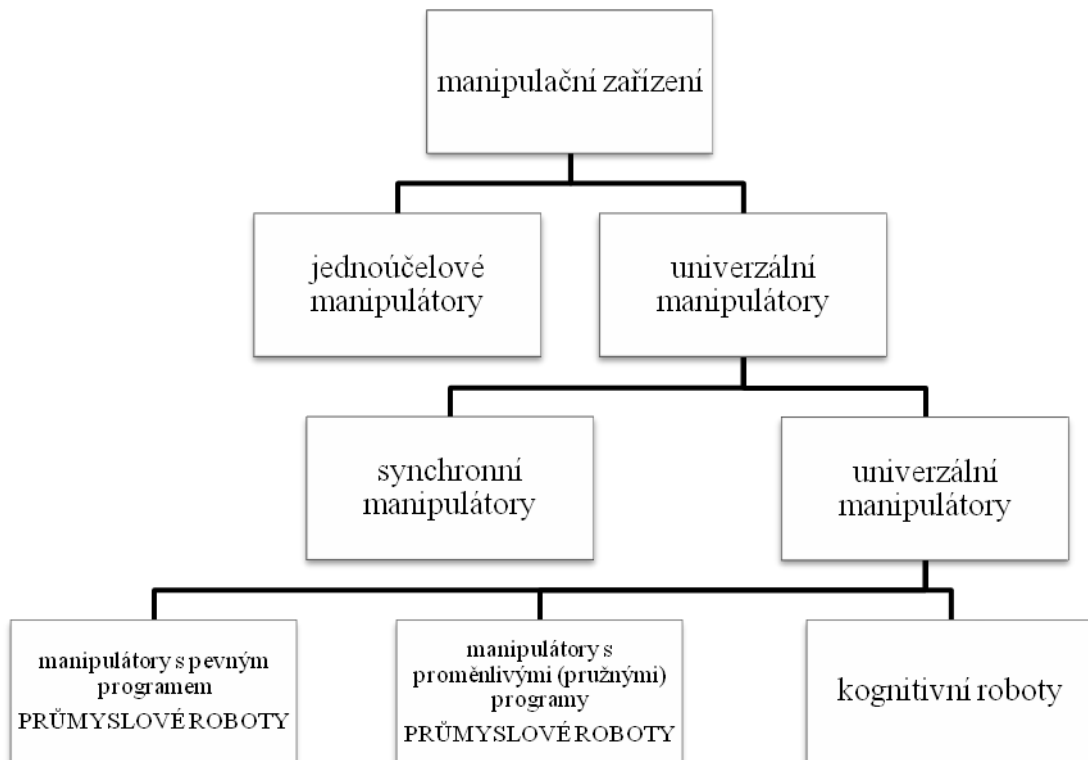 manipulační zařízení
jednoúčelové
manipulátory
univerzální
manipulátory
synchronní
manipulátory
univerzální
manipulátory
manipulátory s pevným
programem
PRŮMYSLOVÉ ROBOTY
manipulátory s
proměnlivými (pružnými)
programy
PRŮMYSLOVÉ ROBOTY
kognitivní roboty